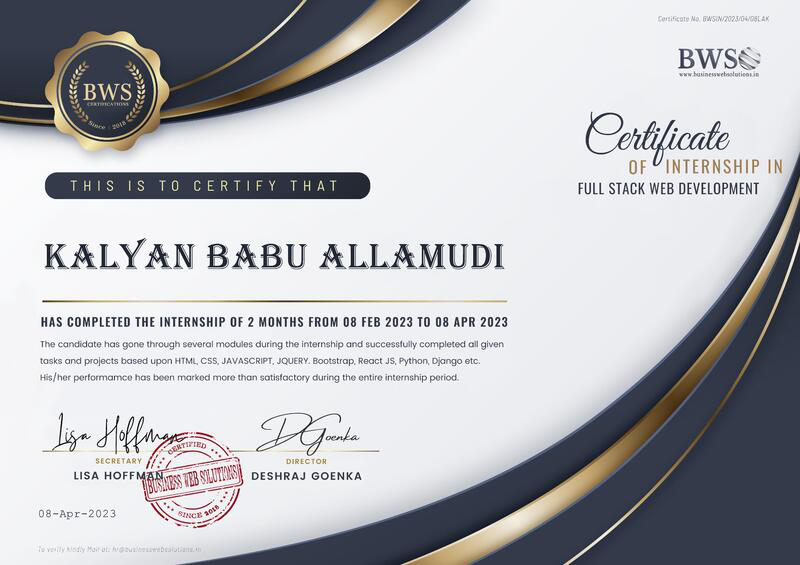 Certificate No. BWSIN/2023/04/08LAK
BWS
www.businesswebsolutions.in
BWS
CERTIFICATIONS
Since : 2018
Certificate
OF INTERNSHIP IN
FULL STACK WEB DEVELOPMENT
THIS IS TO CERTIFY THAT
KALYAN BABU ALLAMUDI
HAS COMPLETED THE INTERNSHIP OF 2 MONTHS FROM 08 FEB 2023 TO 08 APR 2023
The candidate has gone through several modules during the internship and successfully completed all given
tasks and projects based upon HTML, CSS, JAVASCRIPT, JQUERY. Bootstrap, React JS, Python, Django etc.
His/her performamce has been marked more than satisfactory during the entire internship period.
Lisa Hoffman
DGoenka
SECRETARY
DIRECTOR
LISA HOFFMAN
DESHRAJ GOENKA
CERTIFIED
BUSINESS WEB SOLUTIONS
SINCE 2018
08-Apr-2023
To verify kindly Mail at: hr@businesswebsolutions.in